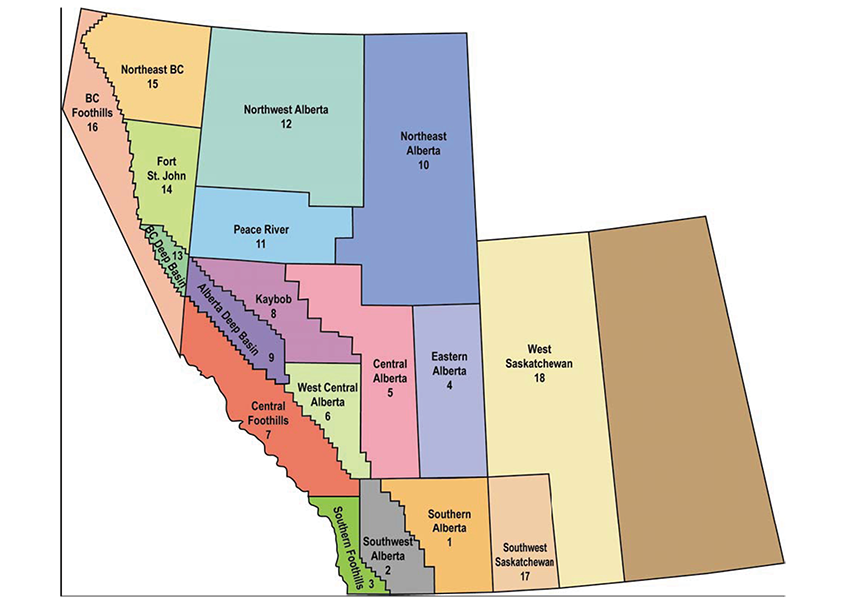 Northeast BC
15
BC
Foothills
16
Northwest Alberta
12
Northeast
Alberta
10
Fort
St. John
14
Peace River
11
BC Deep Basin
13
Kaybob
8
Alberta Deep Basin
9
West Central
Alberta
6
Central
Alberta
5
Eastern
Alberta
4
West
Saskatchewan
18
Central
Foothills
7
Southern Foothills
3
Southwest
Alberta
2
Southern
Alberta
1
Southwest
Saskatchewan
17